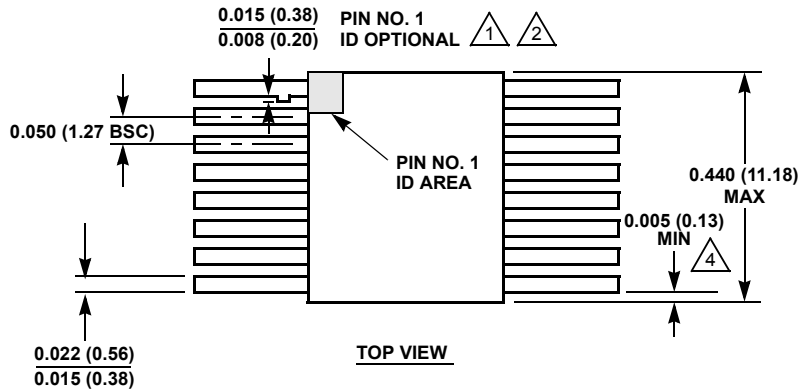 0.015 (0.38)
0.008 (0.20)
PIN NO. 1
ID OPTIONAL
1
2
0.050 (1.27 BSC)
PIN NO. 1
ID AREA
0.440 (11.18)
MAX
0.005 (0.13)
MIN
4
0.022 (0.56)
0.015 (0.38)
TOP VIEW